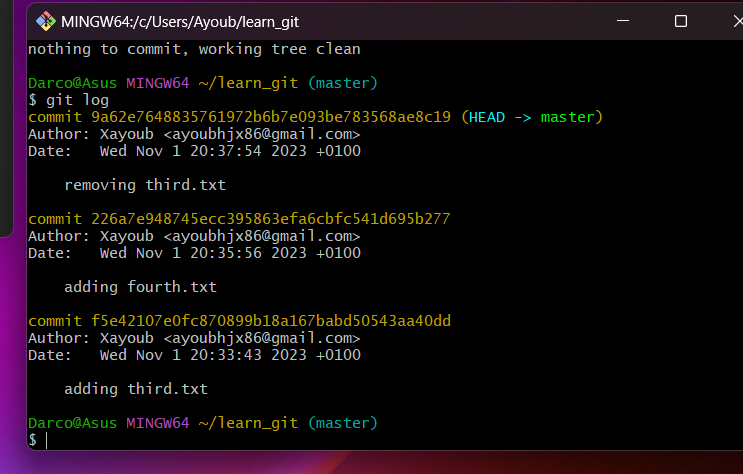 MINGW64:/c/Users/Ayoub/learn_git
nothing to commit, working tree clean
Darco@Asus MINGW64 ~/learn_git (master)
$ git log
commit 9a62e7648835761972b6b7e093be783568ae8c19 (HEAD -> master)
Author: Xayoub <ayoubhjx86@gmail.com>
Date:   Wed Nov 1 20:37:54 2023 +0100
removing third.txt
commit 226a7e948745ecc395863efa6cbfc541d695b277
Author: Xayoub <ayoubhjx86@gmail.com>
Date:   Wed Nov 1 20:35:56 2023 +0100
adding fourth.txt
commit f5e42107e0fc870899b18a167babd50543aa40dd
Author: Xayoub <ayoubhjx86@gmail.com>
Date:   Wed Nov 1 20:33:43 2023 +0100
adding third.txt
Darco@Asus MINGW64 ~/learn_git (master)
$